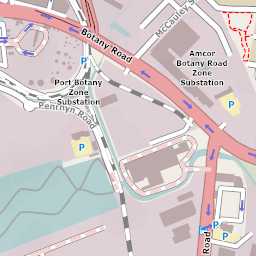 Botany Road
McCauley S
Amcor
Botany Road
Zone
Substation
Port Botany
Zone
Substation
Penrhyn Road
P
P
P
P
P
Road